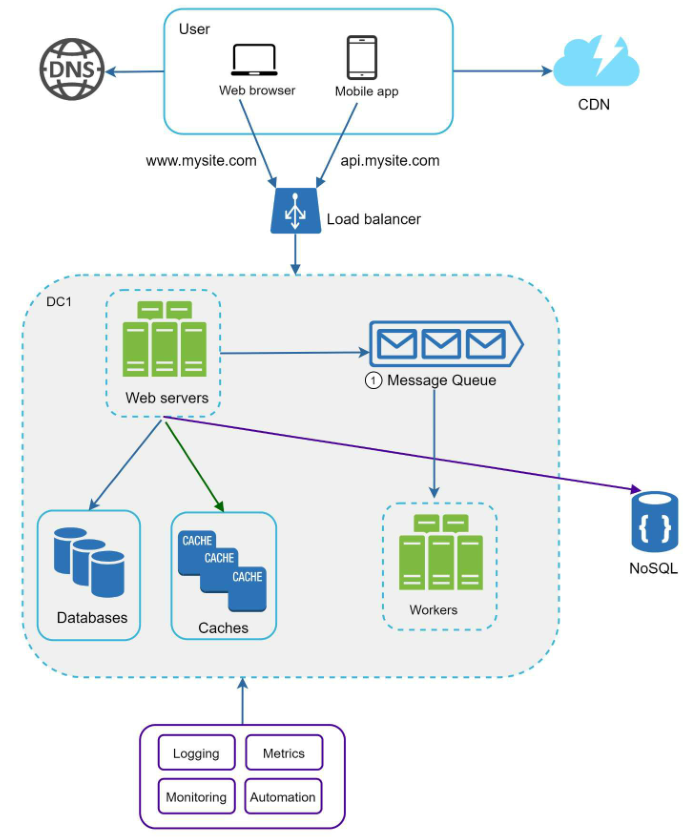 User
DNS
Web browser
Mobile app
CDN
www.mysite.com
api.mysite.com
Load balancer
DC1
Web servers
1 Message Queue
CACHE
CACHE
CACHE
{ }
NoSQL
Databases
Caches
Workers
Logging
Metrics
Monitoring
Automation